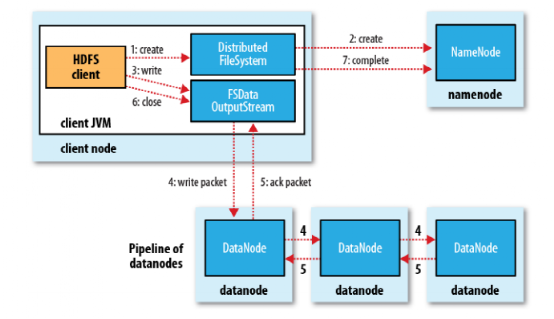 1: create
2: create
HDFS
client
3: write
6: close
Distributed
FileSystem
7: complete
NameNode
namenode
FSData
OutputStream
client JVM
client node
4: write packet
5: ack packet
Pipeline of
datanodes
DataNode
4
5
DataNode
4
5
DataNode
datanode
datanode
datanode